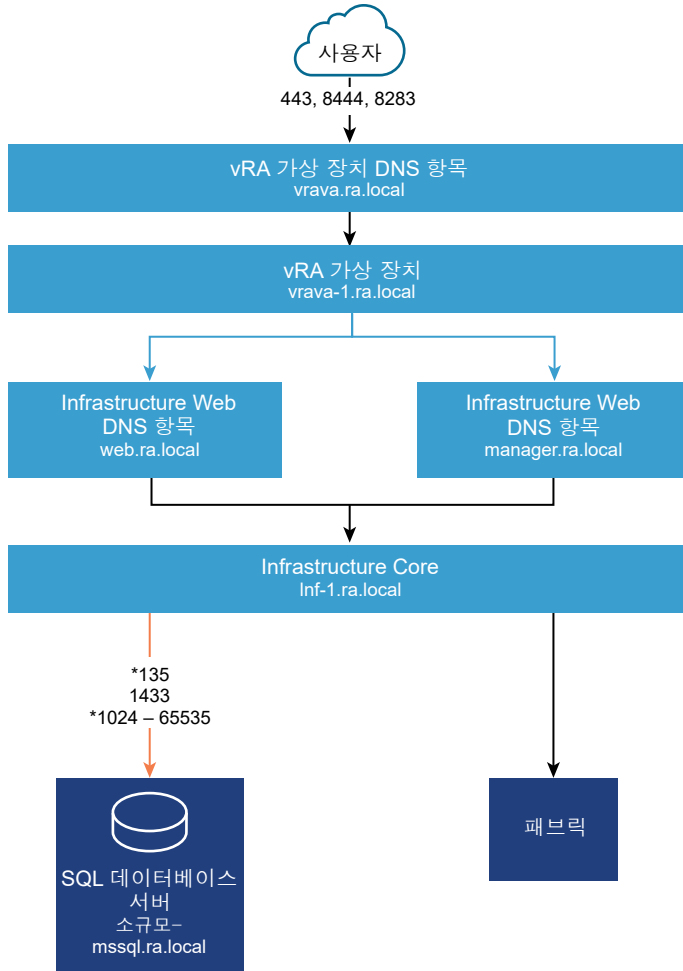 사용자
443, 8444, 8283
vRA 가상 장치 DNS 항목
vrava.ra.local
vRA 가상 장치
vrava-1.ra.local
Infrastructure Web
DNS 항목
web.ra.local
Infrastructure Web
DNS 항목
manager.ra.local
Infrastructure Core
Inf-1.ra.local
*135
1433
*1024 – 65535
SQL 데이터베이스
서버
소규모–
mssql.ra.local
패브릭